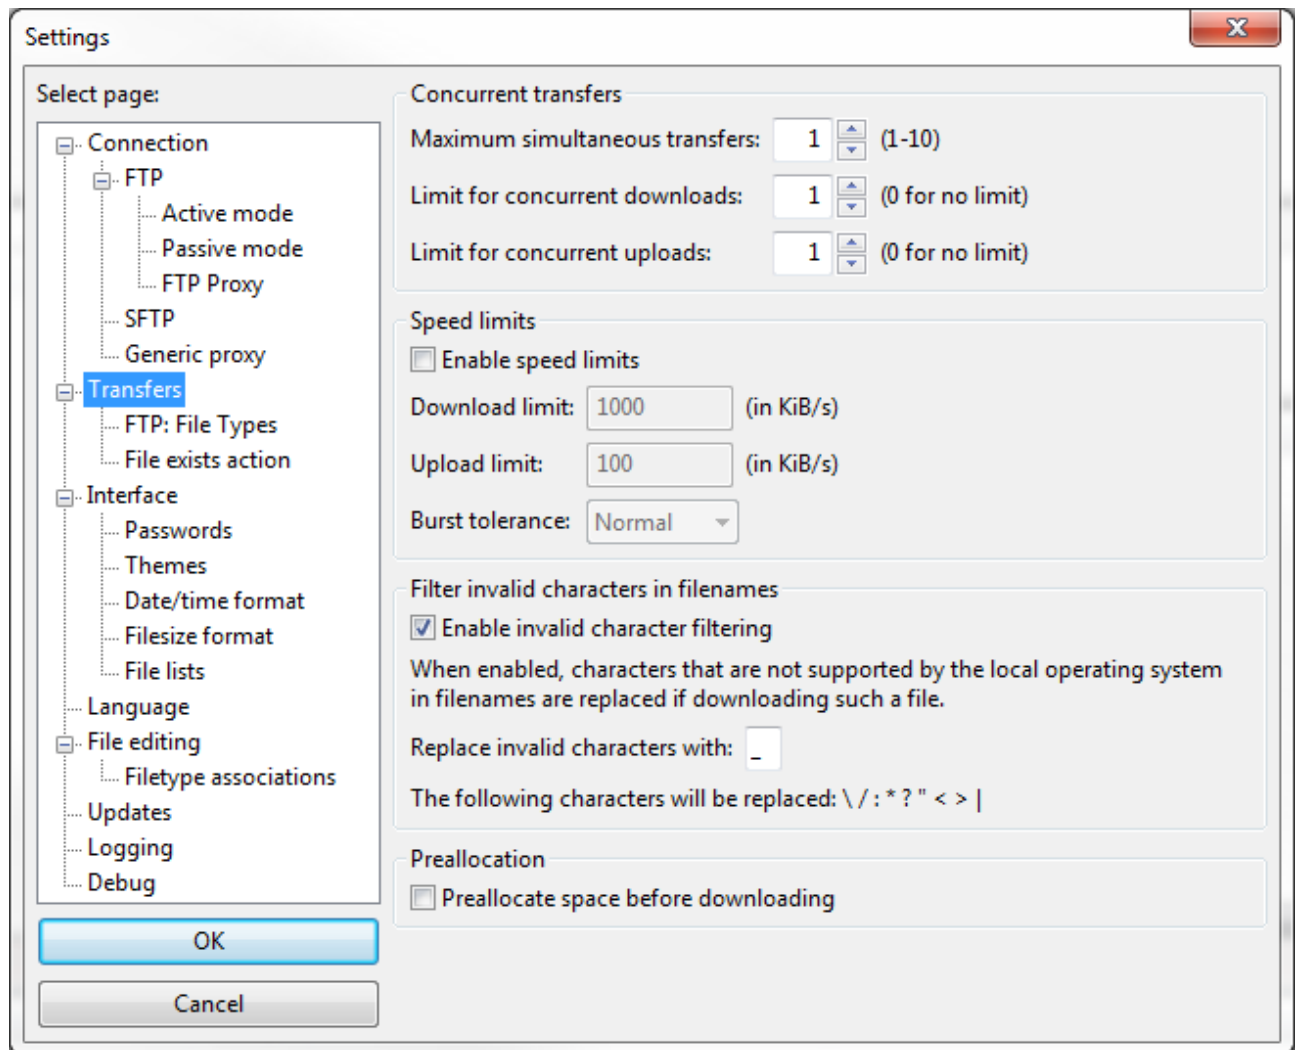 Settings
X
Select page:
Connection
FTP
Active mode
Passive mode
FTP Proxy
SFTP
Generic proxy
Transfers
FTP: File Types
File exists action
Interface
Passwords
Themes
Date/time format
Filesize format
File lists
Language
File editing
Filetype associations
Updates
Logging
Debug
OK
Cancel
Concurrent transfers
Maximum simultaneous transfers: 1 (1-10)
Limit for concurrent downloads: 1 (0 for no limit)
Limit for concurrent uploads: 1 (0 for no limit)
Speed limits
Enable speed limits
Download limit: 1000 (in KiB/s)
Upload limit: 100 (in KiB/s)
Burst tolerance: Normal
Filter invalid characters in filenames
Enable invalid character filtering
When enabled, characters that are not supported by the local operating system
in filenames are replaced if downloading such a file.
Replace invalid characters with: _
The following characters will be replaced: \ / : * ? " < > |
Preallocation
Preallocate space before downloading